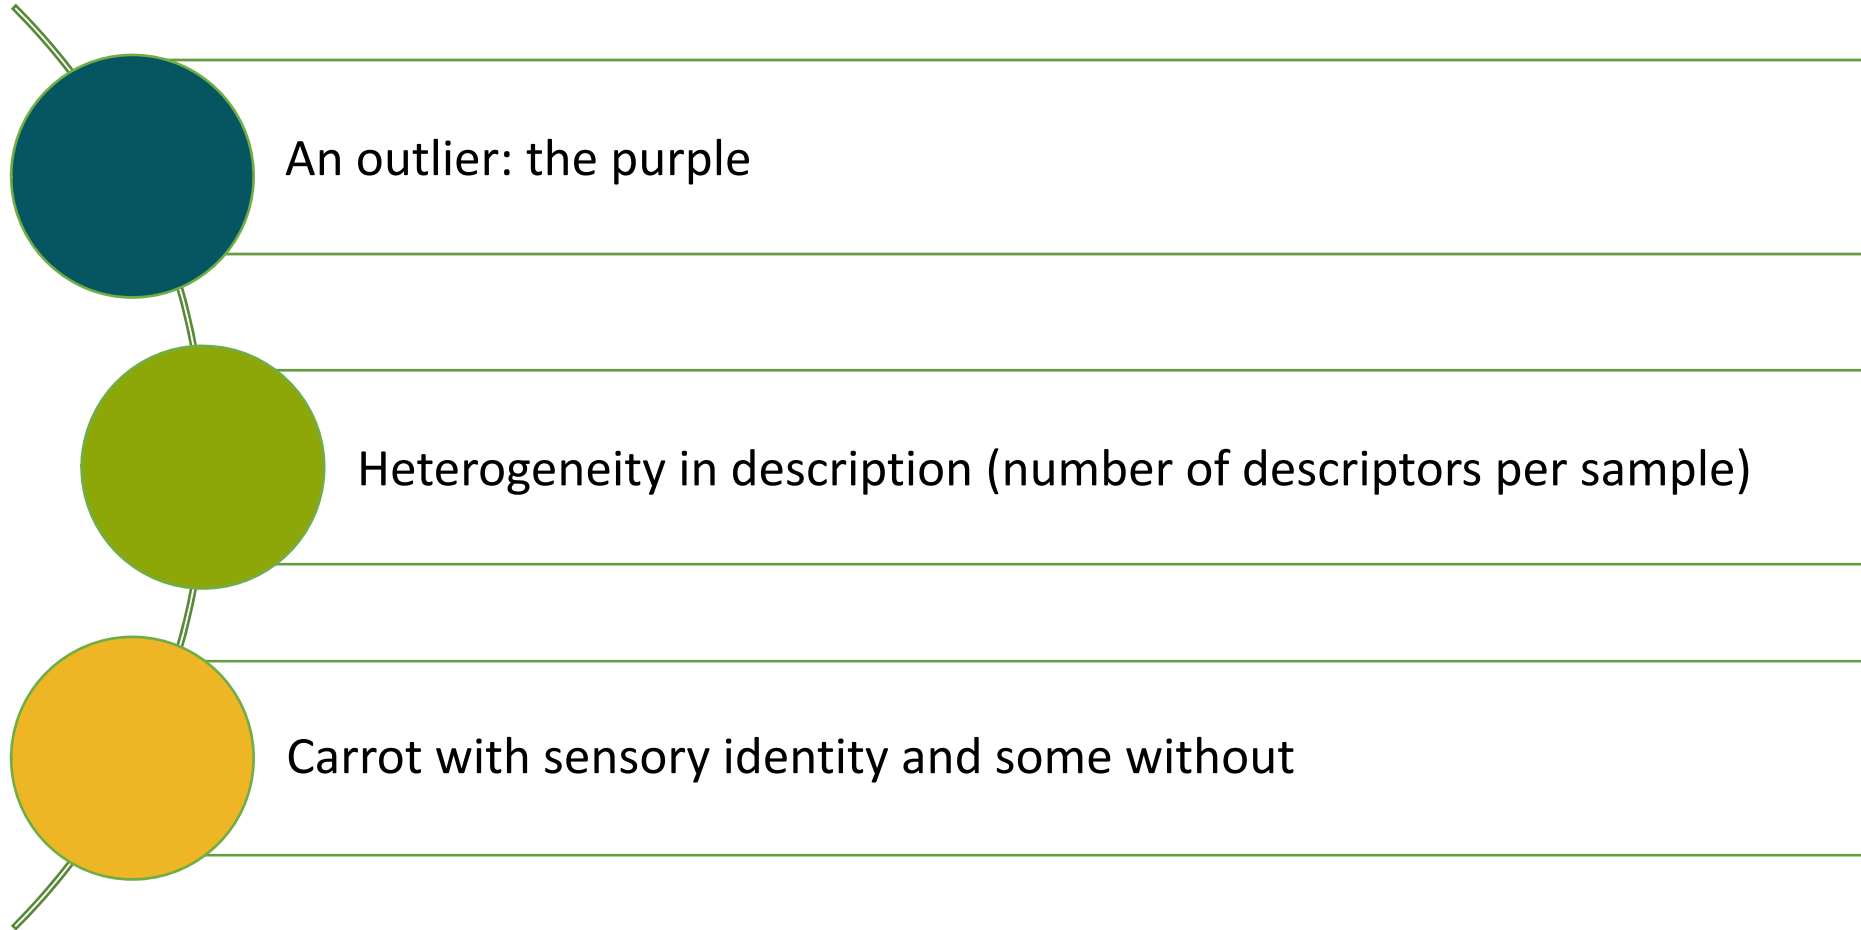 An outlier: the purple
Heterogeneity in description (number of descriptors per sample)
Carrot with sensory identity and some without